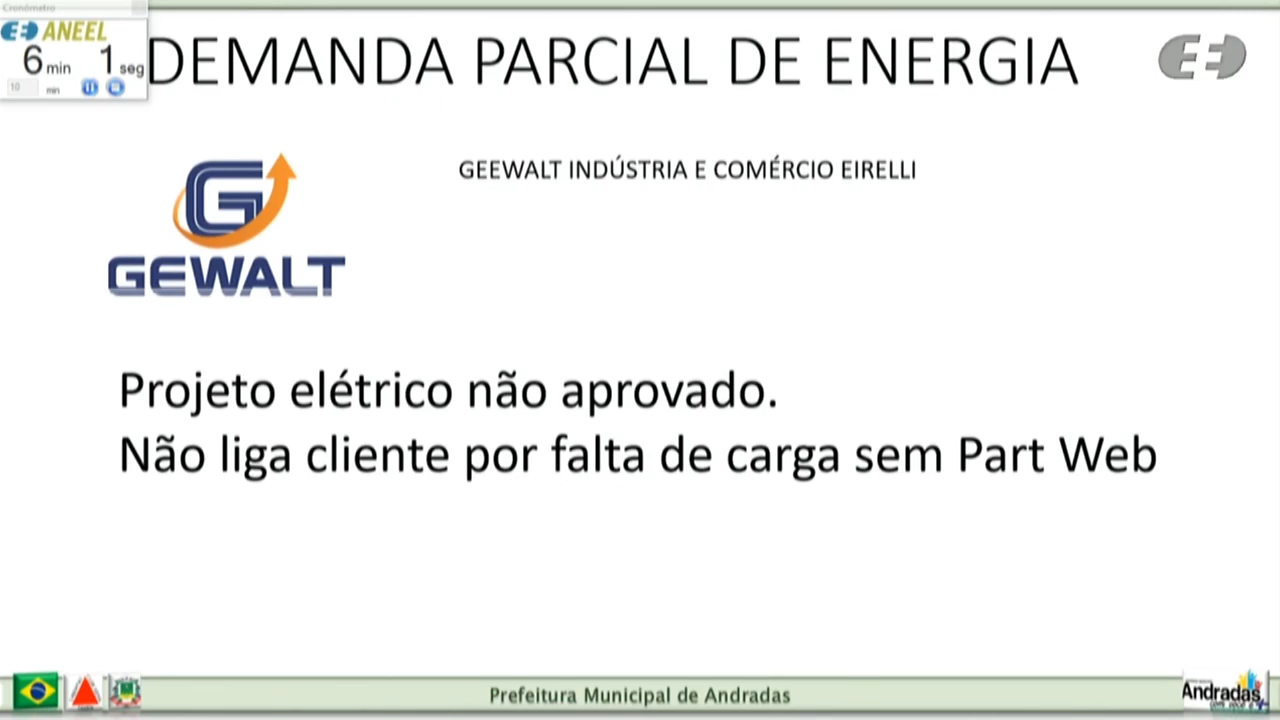 Cronômetro
ANEEL
6 min 1 seg
10 min
DEMANDA PARCIAL DE ENERGIA
GEEWALT INDÚSTRIA E COMÉRCIO EIRELLI
G
GEWALT
Projeto elétrico não aprovado.
Não liga cliente por falta de carga sem Part Web
Prefeitura Municipal de Andradas
Andradas